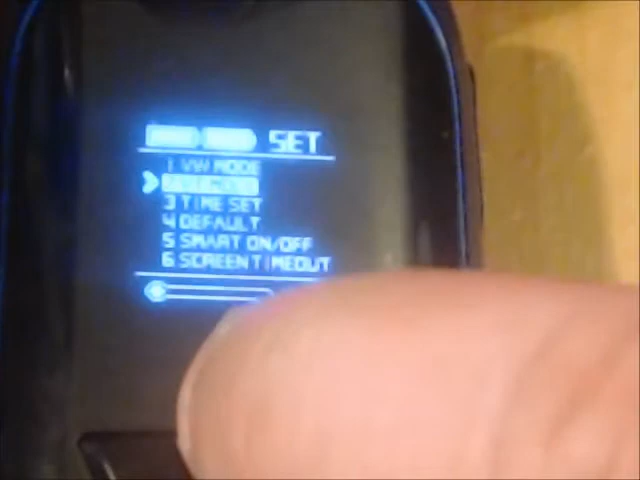 SET
1 VW MODE
3 TIME SET
4 DEFAULT
5 SMART ON/OFF
6 SCREEN TIMEOUT